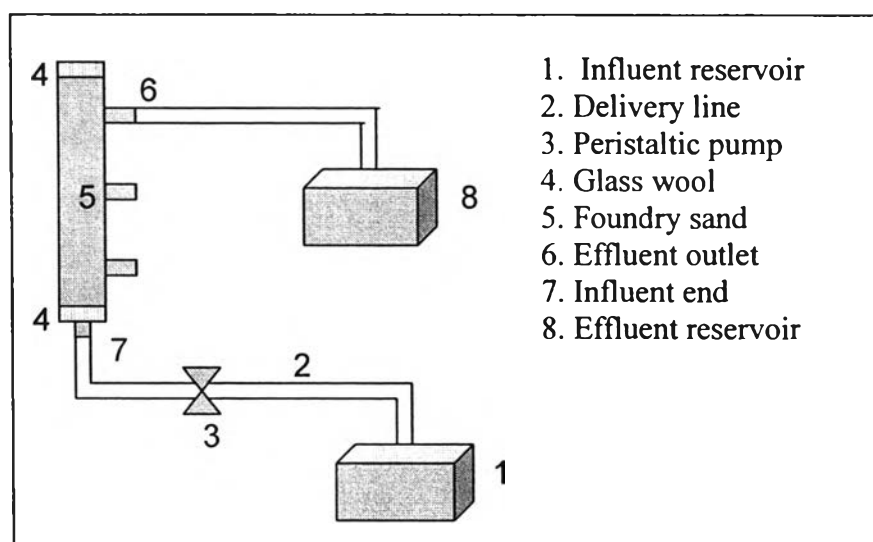 4
6
5
8
4
7
2
3
1
1. Influent reservoir
2. Delivery line
3. Peristaltic pump
4. Glass wool
5. Foundry sand
6. Effluent outlet
7. Influent end
8. Effluent reservoir